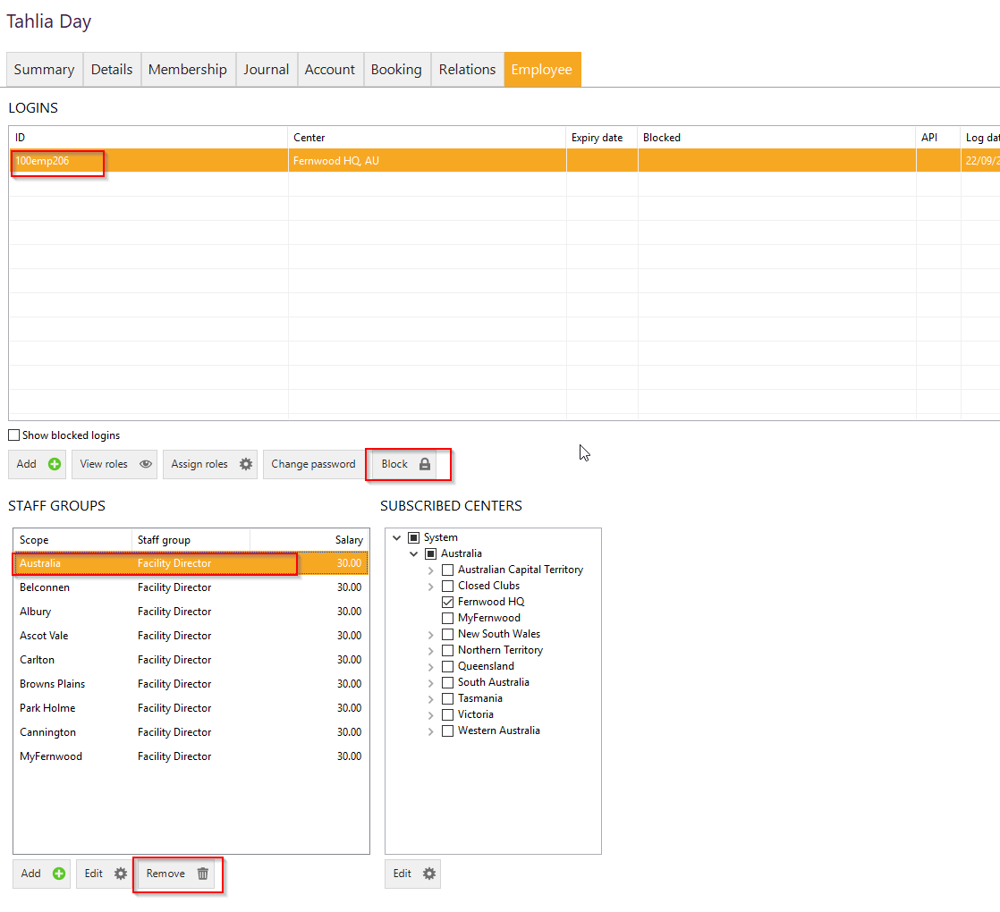 Tahlia Day
Summary Details Membership Journal Account Booking Relations Employee
LOGINS
ID Center Expiry date Blocked API Log
100emp206 Fernwood HQ, AU
Show blocked logins
Add View roles Assign roles Change password Block
STAFF GROUPS
Scope Staff group Salary
Australia Facility Director 30.00
Belconnen Facility Director 30.00
Albury Facility Director 30.00
Ascot Vale Facility Director 30.00
Carlton Facility Director 30.00
Browns Plains Facility Director 30.00
Park Holme Facility Director 30.00
Cannington Facility Director 30.00
MyFernwood Facility Director 30.00
Add Edit Remove
SUBSCRIBED CENTERS
System
Australia
Australian Capital Territory
Closed Clubs
Fernwood HQ
MyFernwood
New South Wales
Northern Territory
Queensland
South Australia
Tasmania
Victoria
Western Australia
Edit